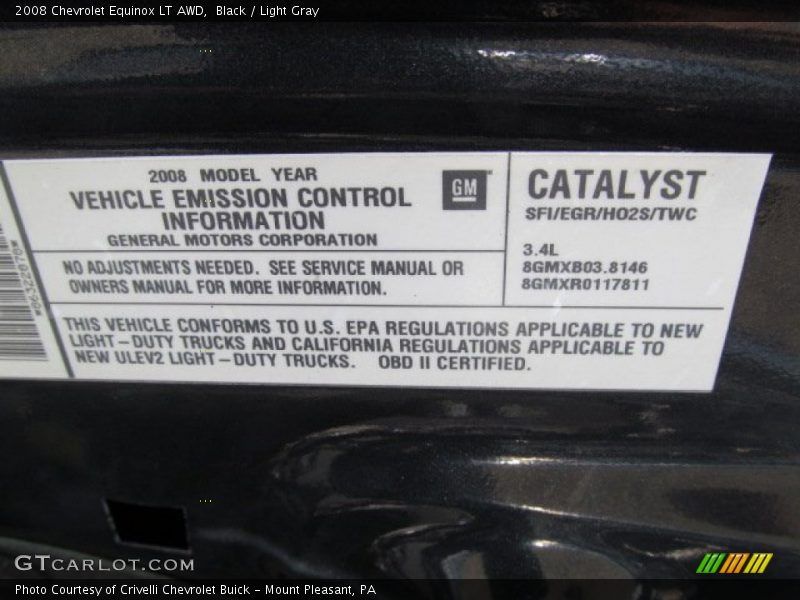 2008 Chevrolet Equinox LT AWD, Black / Light Gray
2008 MODEL YEAR
VEHICLE EMISSION CONTROL
INFORMATION
GENERAL MOTORS CORPORATION
GM
CATALYST
SFI/EGR/HO2S/TWC
3.4L
8GMXB03.8146
8GMXR0117811
NO ADJUSTMENTS NEEDED. SEE SERVICE MANUAL OR
OWNERS MANUAL FOR MORE INFORMATION.
THIS VEHICLE CONFORMS TO U.S. EPA REGULATIONS APPLICABLE TO NEW
LIGHT-DUTY TRUCKS AND CALIFORNIA REGULATIONS APPLICABLE TO
NEW ULEV2 LIGHT-DUTY TRUCKS. OBD II CERTIFIED.
GTCARLOT.COM
Photo Courtesy of Crivelli Chevrolet Buick - Mount Pleasant, PA